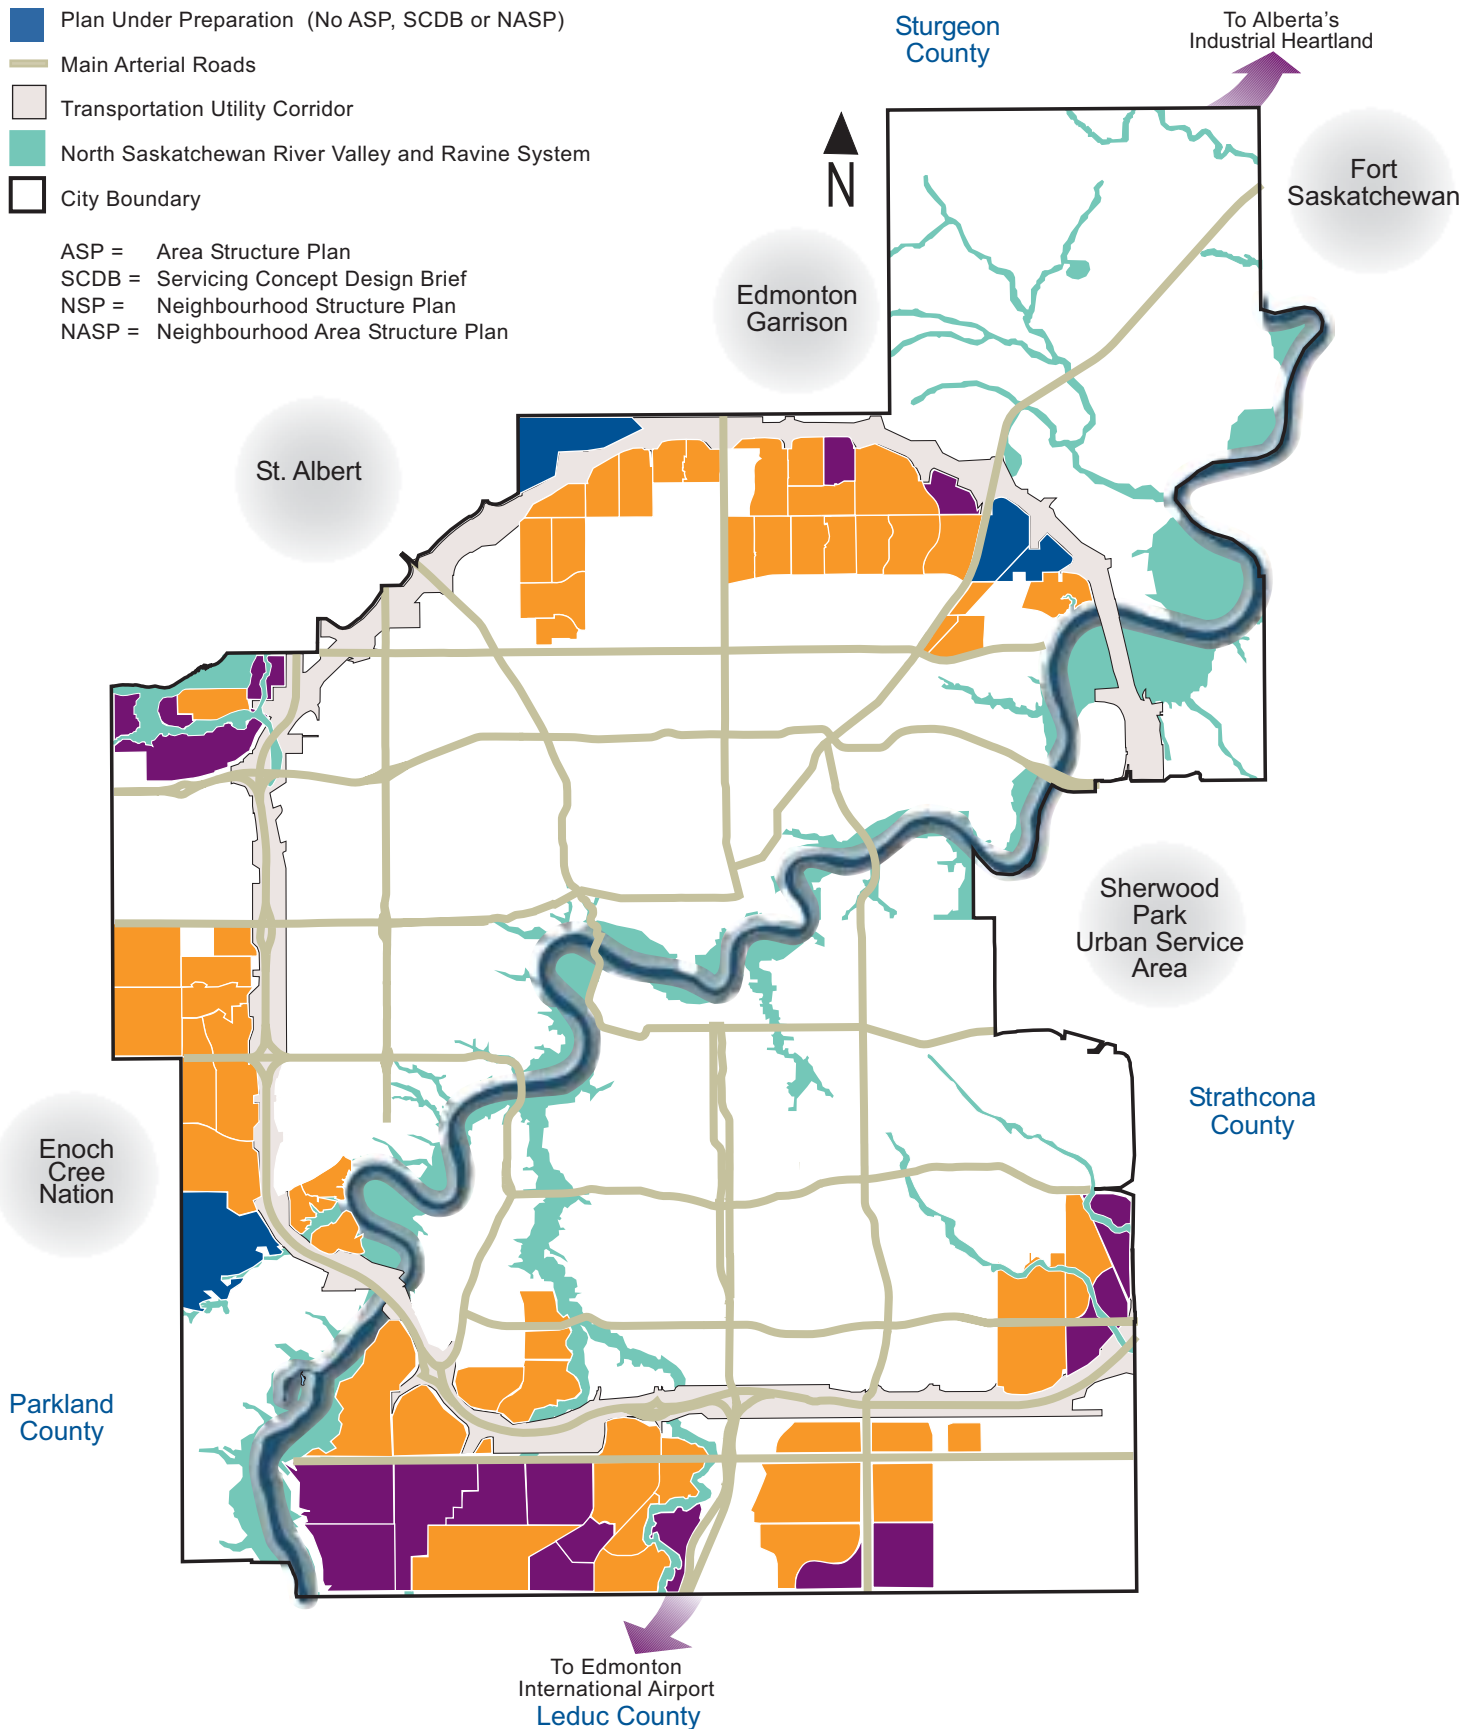 Plan Under Preparation (No ASP, SCDB or NASP)
Main Arterial Roads
Transportation Utility Corridor
North Saskatchewan River Valley and Ravine System
City Boundary
ASP = Area Structure Plan
SCDB = Servicing Concept Design Brief
NSP = Neighbourhood Structure Plan
NASP = Neighbourhood Area Structure Plan
Sturgeon
County
To Alberta's
Industrial Heartland
N
Fort
Saskatchewan
Edmonton
Garrison
St. Albert
Sherwood
Park
Urban Service
Area
Strathcona
County
Enoch
Cree
Nation
Parkland
County
To Edmonton
International Airport
Leduc County